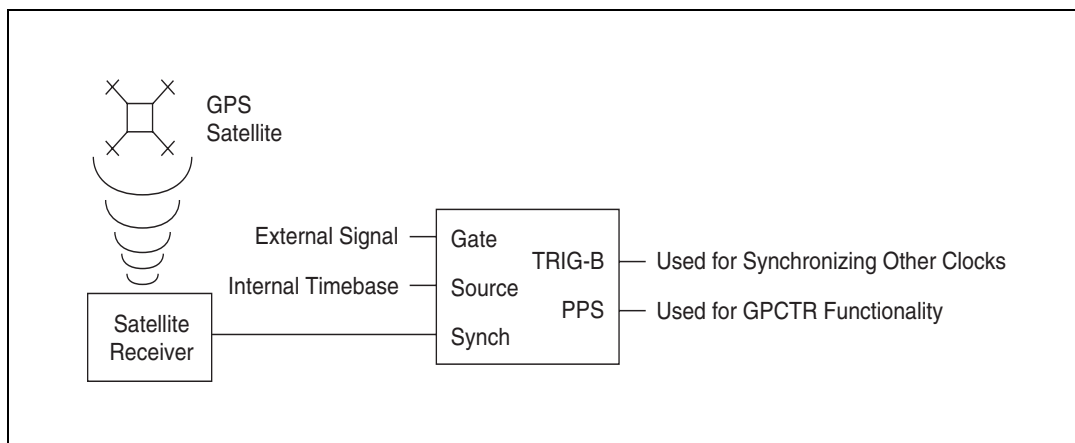 GPS
Satellite
External Signal
Gate
TRIG-B
Used for Synchronizing Other Clocks
Internal Timebase
Source
PPS
Used for GPCTR Functionality
Satellite
Receiver
Synch